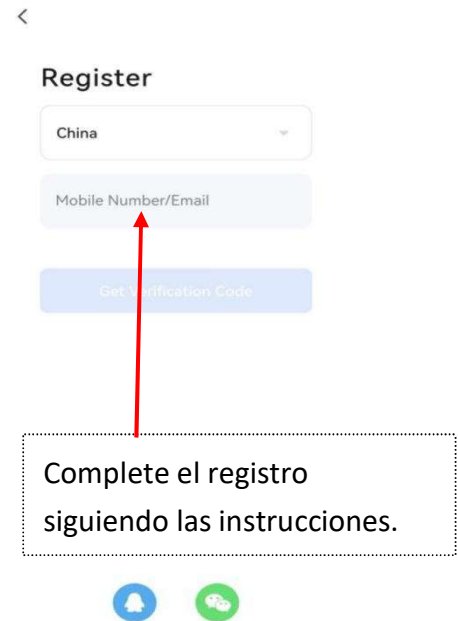 Register
China
Mobile Number/Email
Get Verification Code
Complete el registro
siguiendo las instrucciones.